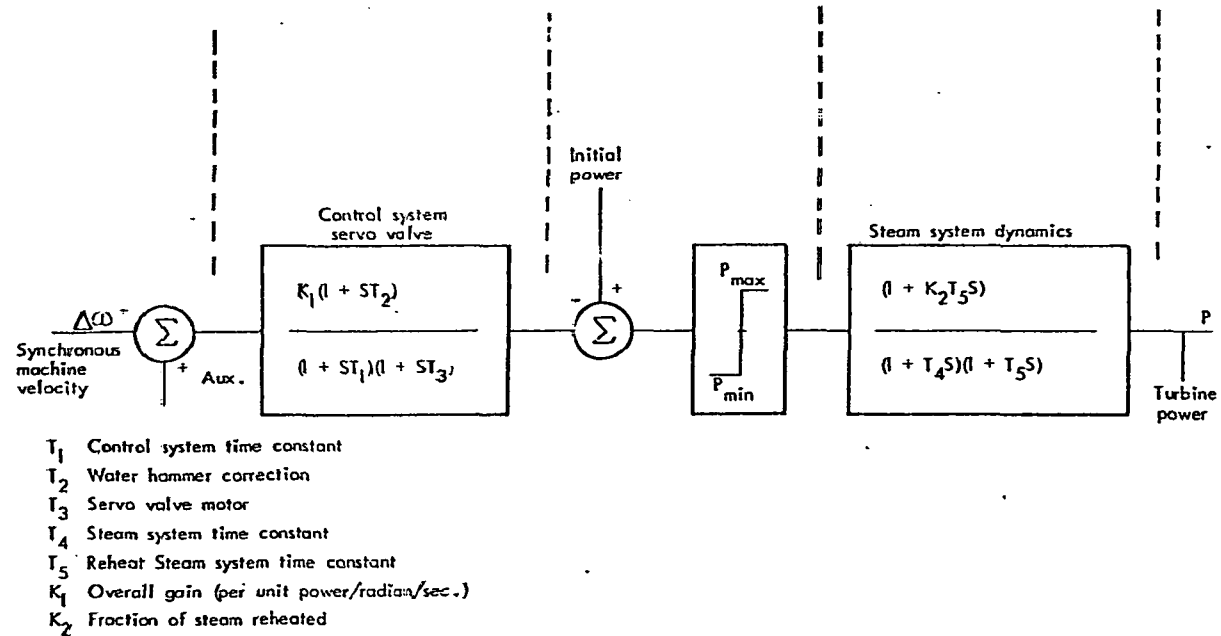 Initial
power
Control system
servo valve
Steam system dynamics
K1(1 + ST2)
(1 + ST1)(1 + ST3)
Pmax
Pmin
(1 + K2T5S)
(1 + T4S)(1 + T5S)
Δω -
Σ
+
Aux.
Synchronous
machine
velocity
- +
Σ
P
Turbine
power
T1 Control system time constant
T2 Water hammer correction
T3 Servo valve motor
T4 Steam system time constant
T5 Reheat Steam system time constant
K1 Overall gain (per unit power/radian/sec.)
K2 Fraction of steam reheated